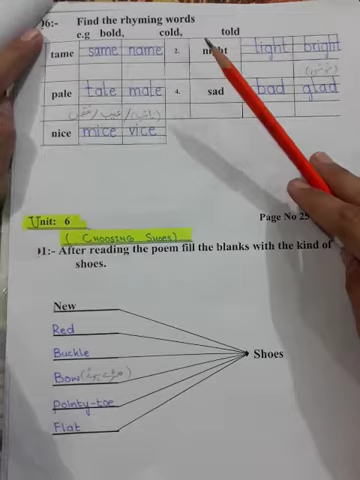 Q6:- Find the rhyming words
e.g bold, cold, told
tame same name 2. night light bright
pale tale male 4. sad bad glad
nice mice vice
Unit: 6 Page No 25
( CHOOSING SHOES)
Q1:- After reading the poem fill the blanks with the kind of
shoes.
New
Red
Buckle
Shoes
Bow
Pointy-toe
Flat